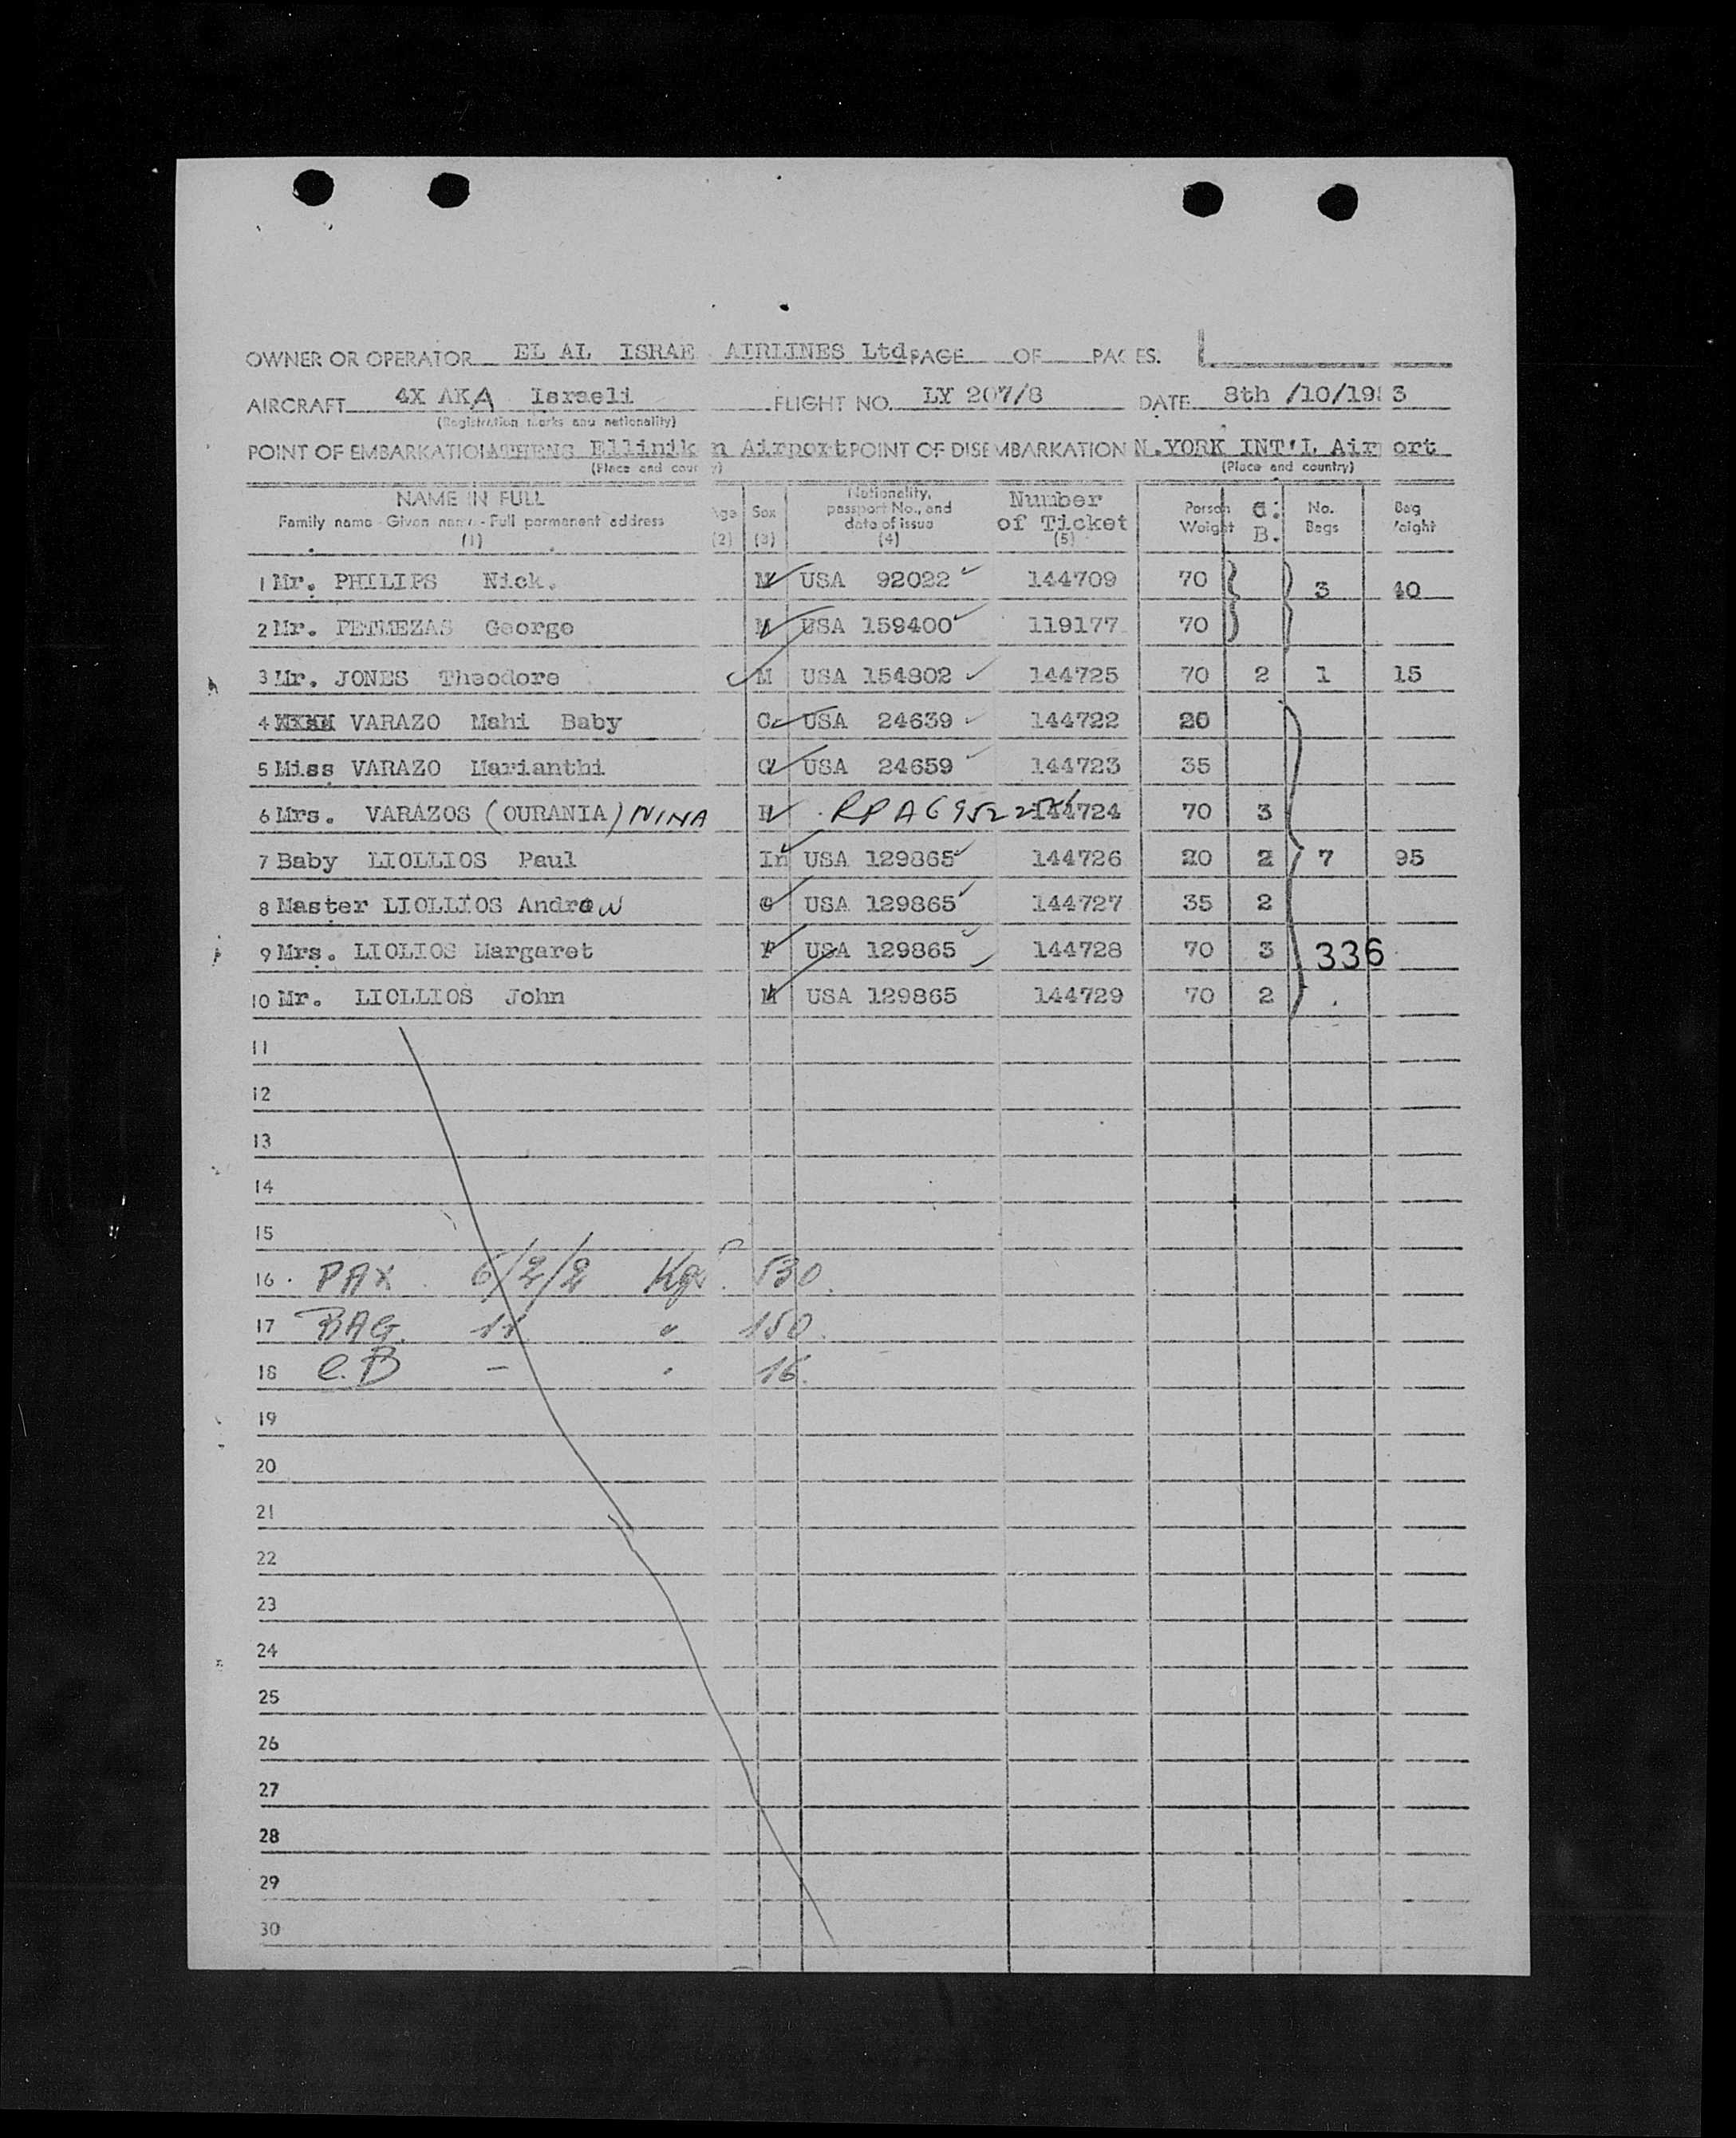 OWNER OR OPERATOR EL AL ISRAE AIRLINES Ltd PAGE OF PAGES.
AIRCRAFT 4X AKA Israeli FLIGHT NO. LY 207/8 DATE 8th /10/1953
(Registration marks and nationality)
POINT OF EMBARKATION ATHENS Ellinikon Airport POINT OF DISEMBARKATION N.YORK INT'L Airport
(Place and country) (Place and country)
NAME IN FULL Age Sex Nationality, Number Person C. No. Bag
Family name - Given name - Full permanent address passport No., and of Ticket Weight B. Bags Weight
date of issue
(1) (2) (3) (4) (5)
1 Mr. PHILIPS Nick. M USA 92022 144709 70 3 40
2 Mr. PETMEZAS George M USA 159400 119177 70
3 Mr. JONES Theodore M USA 154802 144725 70 2 1 15
4 VARAZO Mahi Baby C USA 24639 144722 20
5 Miss VARAZO Marianthi C USA 24659 144723 35
6 Mrs. VARAZOS (OURANIA) NINA RPA 144724 70 3
7 Baby LIOLLIOS Paul In USA 129865 144726 20 2 7 95
8 Master LIOLLIOS Andrew C USA 129865 144727 35 2
9 Mrs. LIOLIOS Margaret F USA 129865 144728 70 3 336
10 Mr. LIOLLIOS John M USA 129865 144729 70 2
11
12
13
14
15
16 PAX 6/2/2 Kgr. 530
17 BAG. 11 " 150
18 C.B - " 16
19
20
21
22
23
24
25
26
27
28
29
30